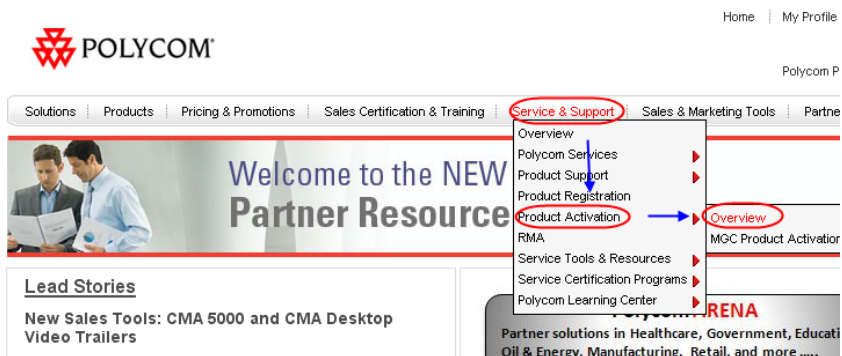 Home My Profile
POLYCOM
Polycom P
Solutions Products Pricing & Promotions Sales Certification & Training Service & Support Sales & Marketing Tools Partne
Overview
Polycom Services
Product Support
Product Registration
Product Activation
RMA
Service Tools & Resources
Service Certification Programs
Polycom Learning Center
Overview
MGC Product Activation
Welcome to the NEW
Partner Resource
Lead Stories
New Sales Tools: CMA 5000 and CMA Desktop
Video Trailers
ARENA
Partner solutions in Healthcare, Government, Educati
Oil & Energy, Manufacturing, Retail, and more .....